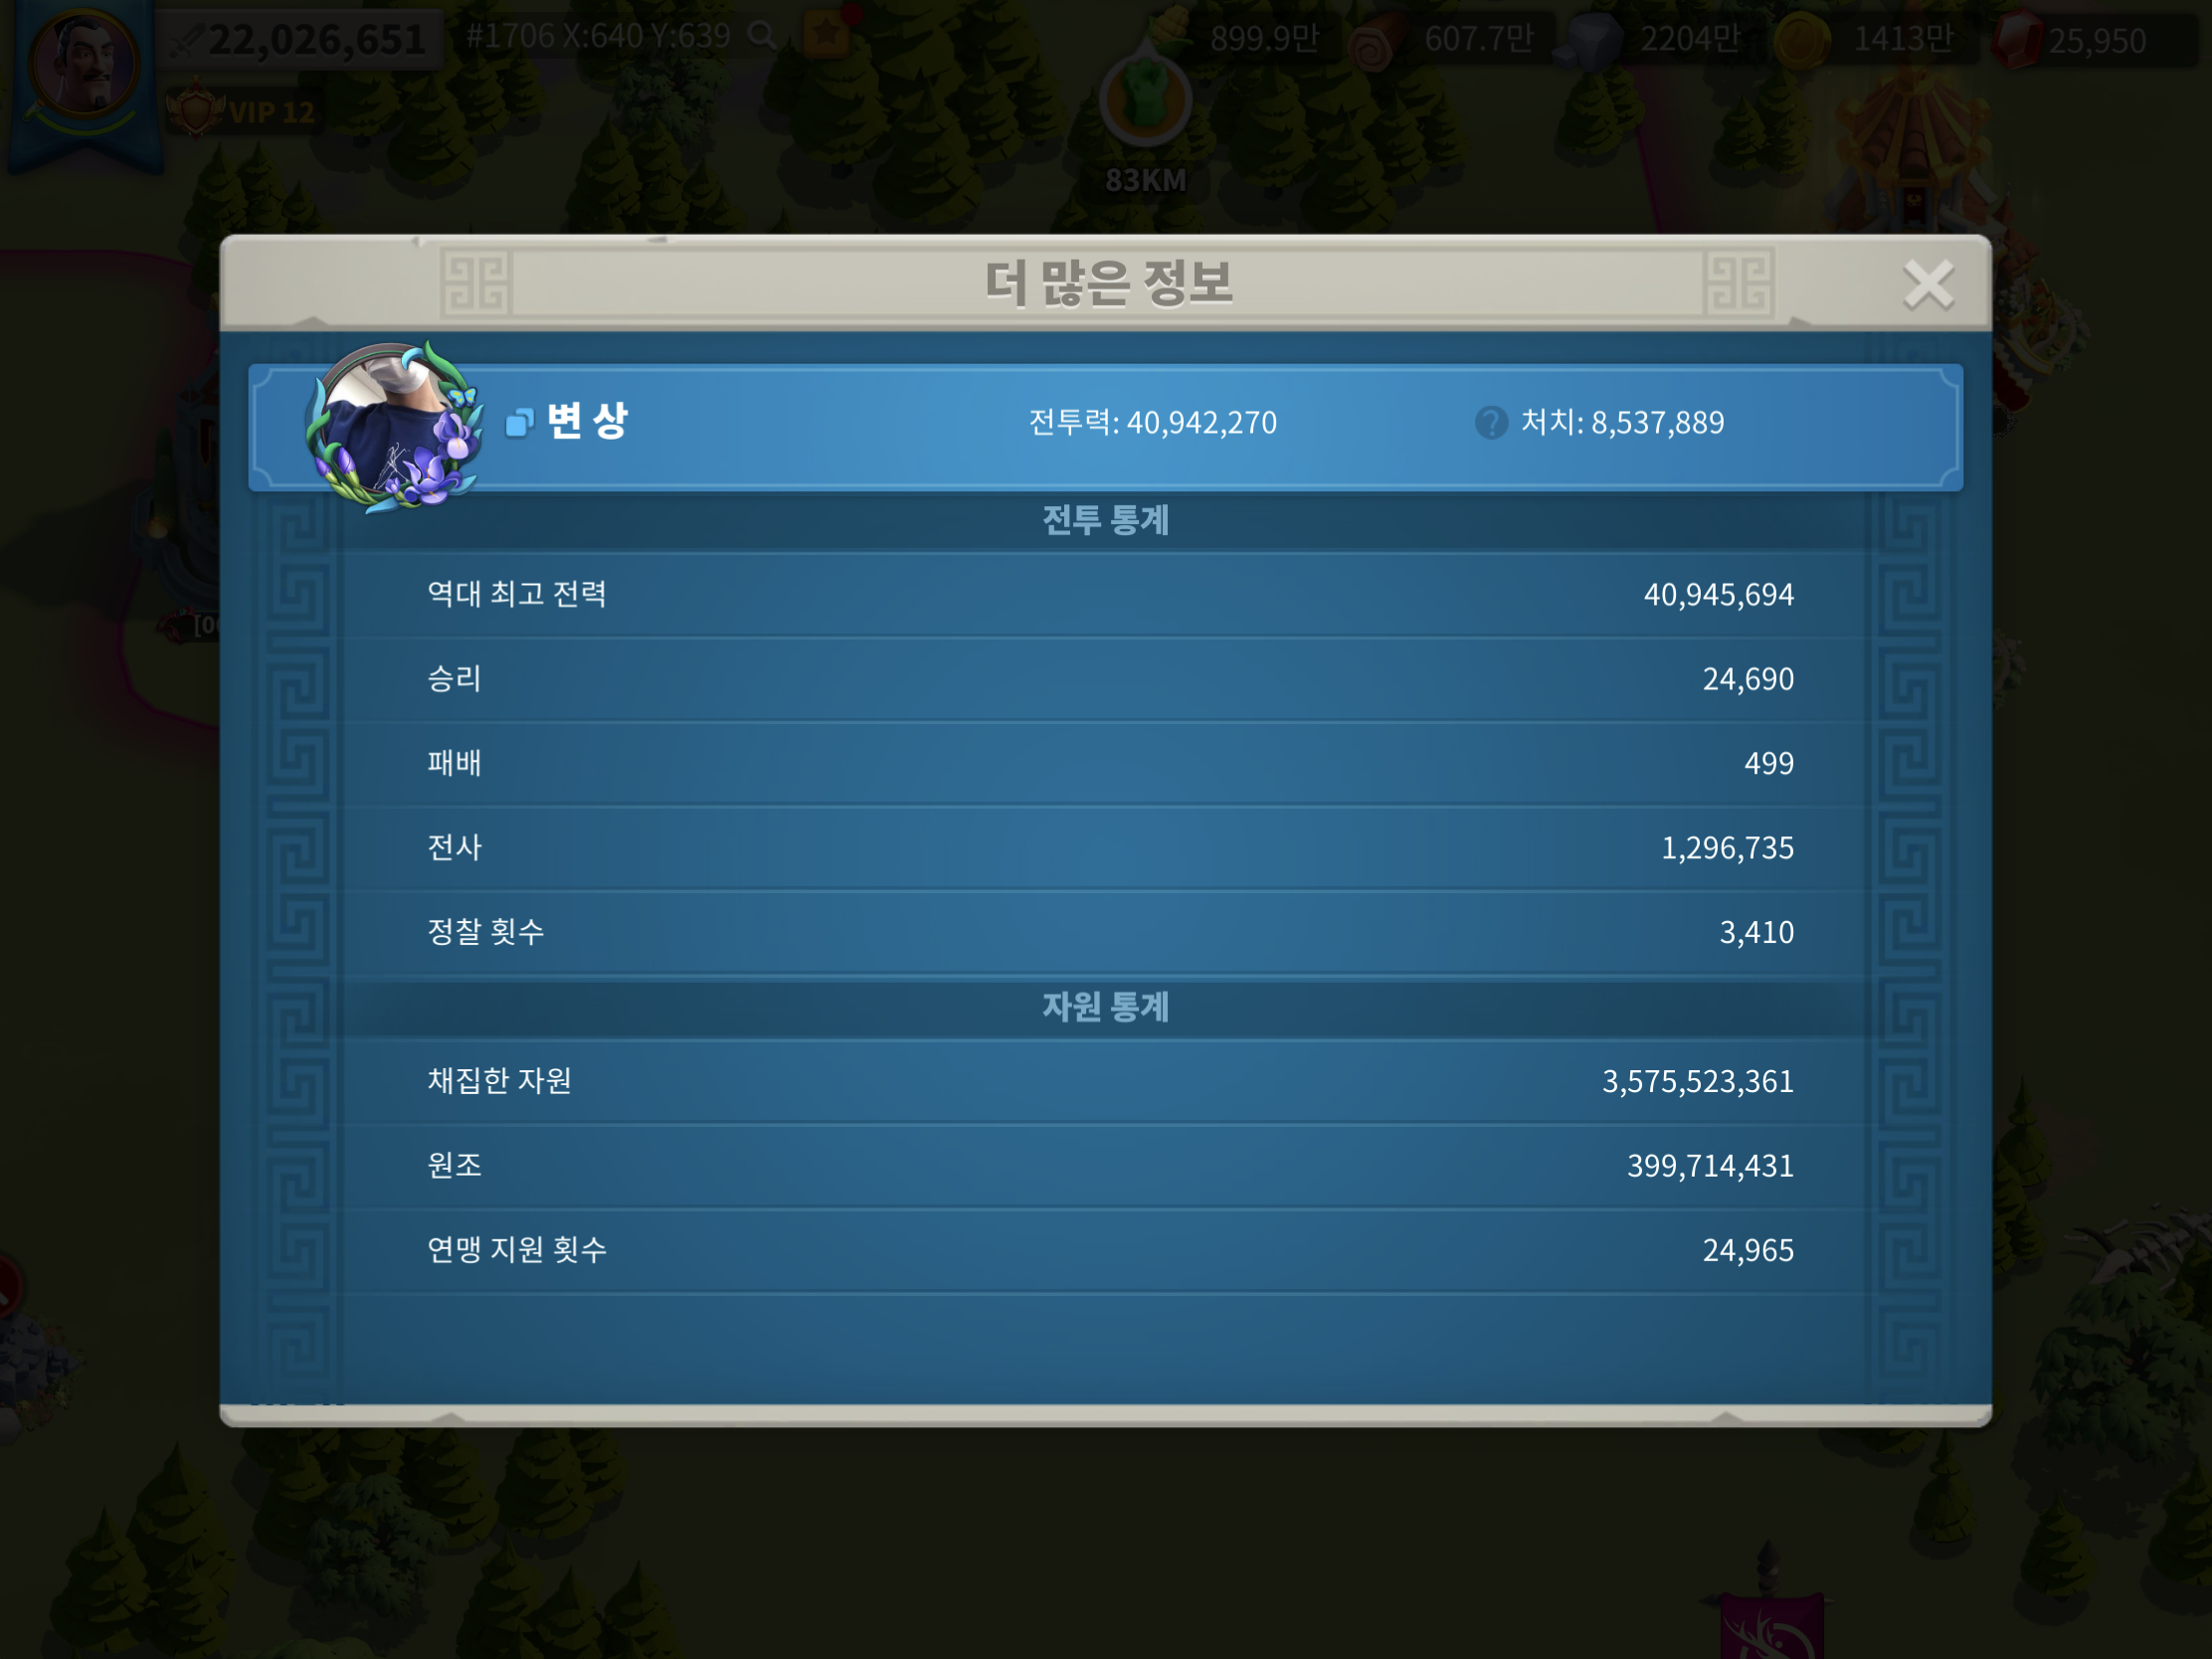 22,026,651
#1706 X:640 Y:639
899.9만
607.7만
2204만
1413만
25,950
VIP 12
83KM
더 많은 정보
변 상
전투력: 40,942,270
? 처치: 8,537,889
전투 통계
역대 최고 전력 40,945,694
승리 24,690
패배 499
전사 1,296,735
정찰 횟수 3,410
자원 통계
채집한 자원 3,575,523,361
원조 399,714,431
연맹 지원 횟수 24,965